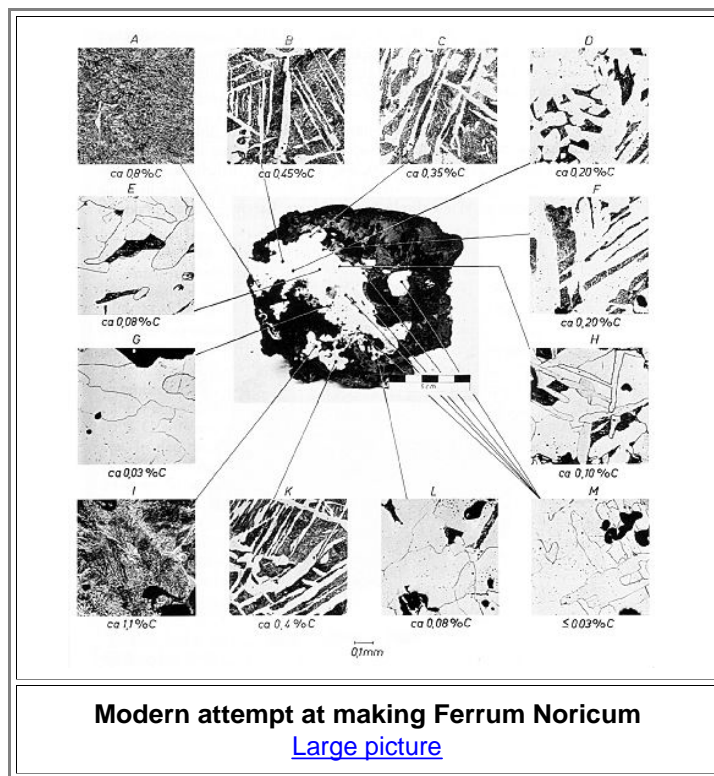 A B C D
ca 0,8%C ca 0,45%C ca 0,35%C ca 0,20%C
E F
ca 0,08%C ca 0,20%C
G H
ca 0,03%C ca 0,10%C
5 cm
I K L M
ca 1,1%C ca 0,4%C ca 0,08%C ≤ 0,03%C
0,1mm
Modern attempt at making Ferrum Noricum
Large picture